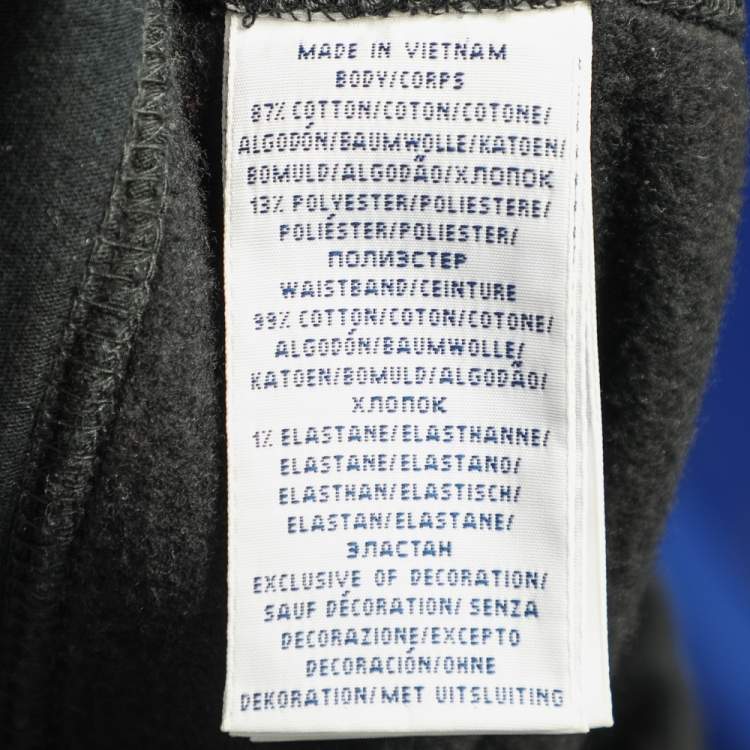 MADE IN VIETNAM
BODY/CORPS
87% COTTON/COTON/COTONE/
ALGODÓN/BAUMWOLLE/KATOEN/
BOMULD/ALGODÃO/ХЛОПОК
13% POLYESTER/POLIESTERE/
POLIÉSTER/POLIESTER/
ПОЛИЭСТЕР
WAISTBAND/CEINTURE
99% COTTON/COTON/COTONE/
ALGODÓN/BAUMWOLLE/
KATOEN/BOMULD/ALGODÃO/
ХЛОПОК
1% ELASTANE/ELASTHANNE/
ELASTANE/ELASTANO/
ELASTHAN/ELASTISCH/
ELASTAN/ELASTANE/
ЭЛАСТАН
EXCLUSIVE OF DECORATION/
SAUF DÉCORATION/ SENZA
DECORAZIONE/EXCEPTO
DECORACIÓN/OHNE
DEKORATION/MET UITSLUITING